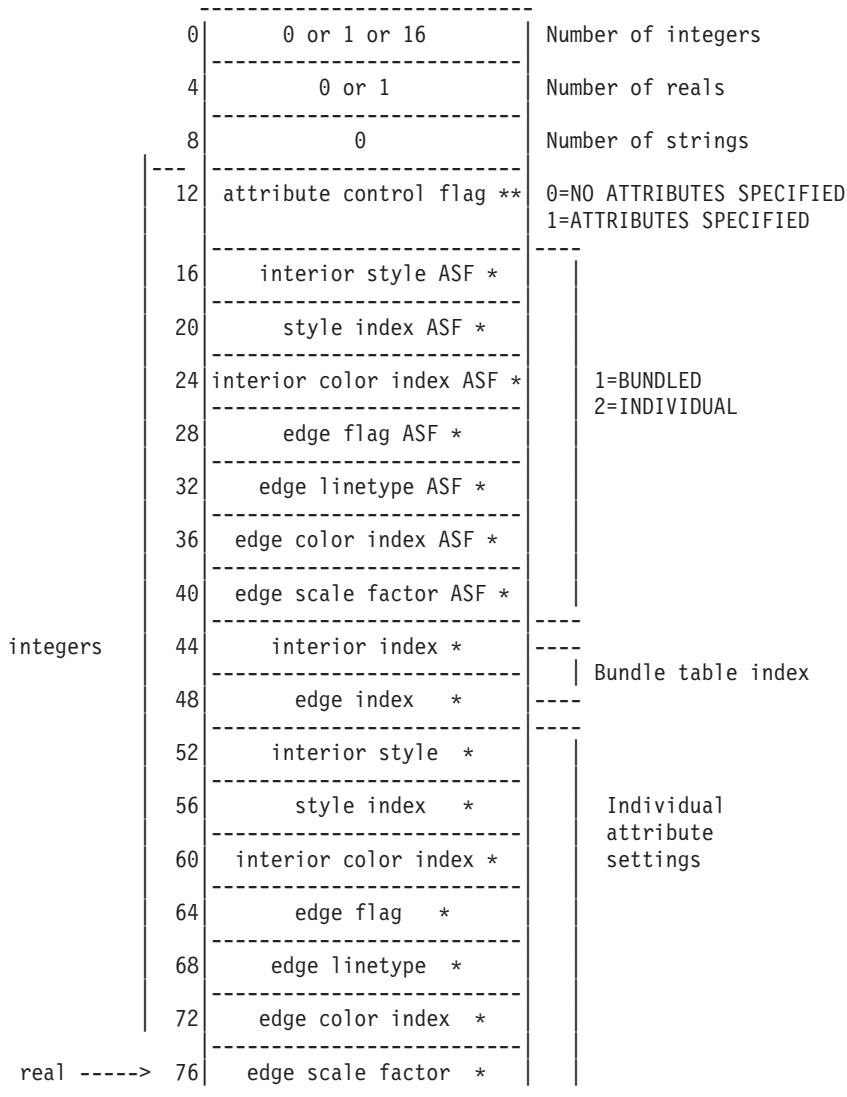 0 0 or 1 or 16 Number of integers
4 0 or 1 Number of reals
8 0 Number of strings
12 attribute control flag ** 0=NO ATTRIBUTES SPECIFIED
1=ATTRIBUTES SPECIFIED
16 interior style ASF *
20 style index ASF *
24 interior color index ASF * 1=BUNDLED
2=INDIVIDUAL
28 edge flag ASF *
32 edge linetype ASF *
36 edge color index ASF *
40 edge scale factor ASF *
integers 44 interior index *
Bundle table index
48 edge index *
52 interior style *
56 style index * Individual
attribute
60 interior color index * settings
64 edge flag *
68 edge linetype *
72 edge color index *
real -----> 76 edge scale factor *